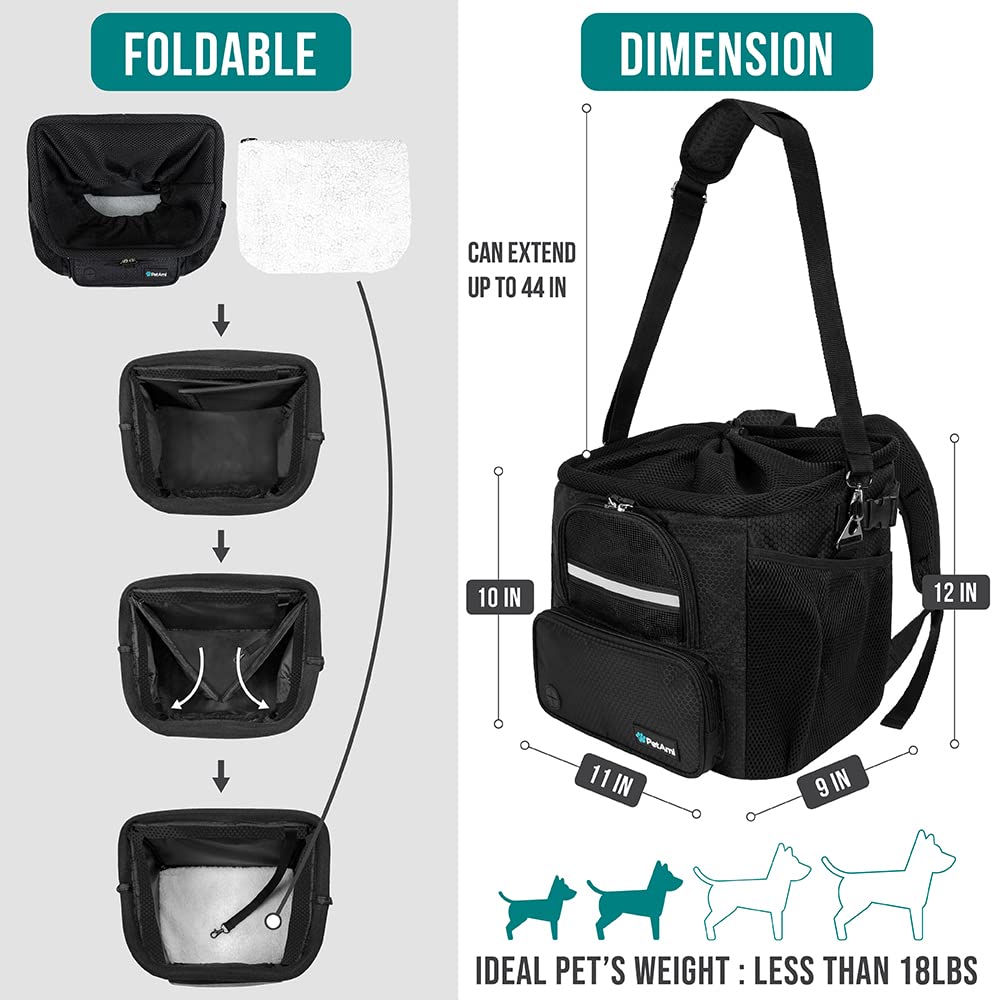 FOLDABLE
DIMENSION
PetAmi
CAN EXTEND
UP TO 44 IN
10 IN
12 IN
PetAmi
11 IN
9 IN
IDEAL PET'S WEIGHT : LESS THAN 18LBS